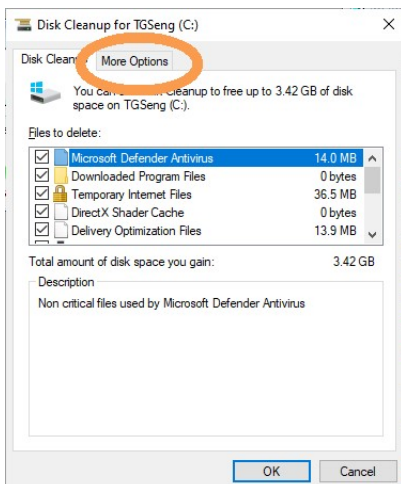 Disk Cleanup for TGSeng (C:)
Disk Cleanup More Options
You can use Disk Cleanup to free up to 3.42 GB of disk
space on TGSeng (C:).
Files to delete:
Microsoft Defender Antivirus 14.0 MB
Downloaded Program Files 0 bytes
Temporary Internet Files 36.5 MB
DirectX Shader Cache 0 bytes
Delivery Optimization Files 13.9 MB
Total amount of disk space you gain: 3.42 GB
Description
Non critical files used by Microsoft Defender Antivirus
OK Cancel